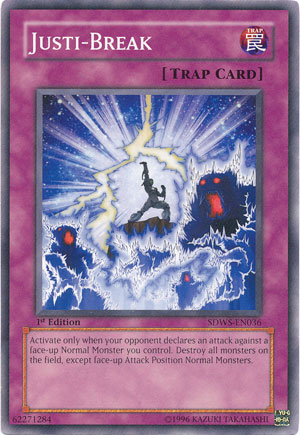 JUSTI-BREAK
TRAP
罠
[TRAP CARD]
1st Edition
SDWS-EN036
Activate only when your opponent declares an attack against
a face-up Normal Monster you control. Destroy all monsters on
the field, except face-up Attack Position Normal Monsters.
62271284
©1996 KAZUKI TAKAHASHI